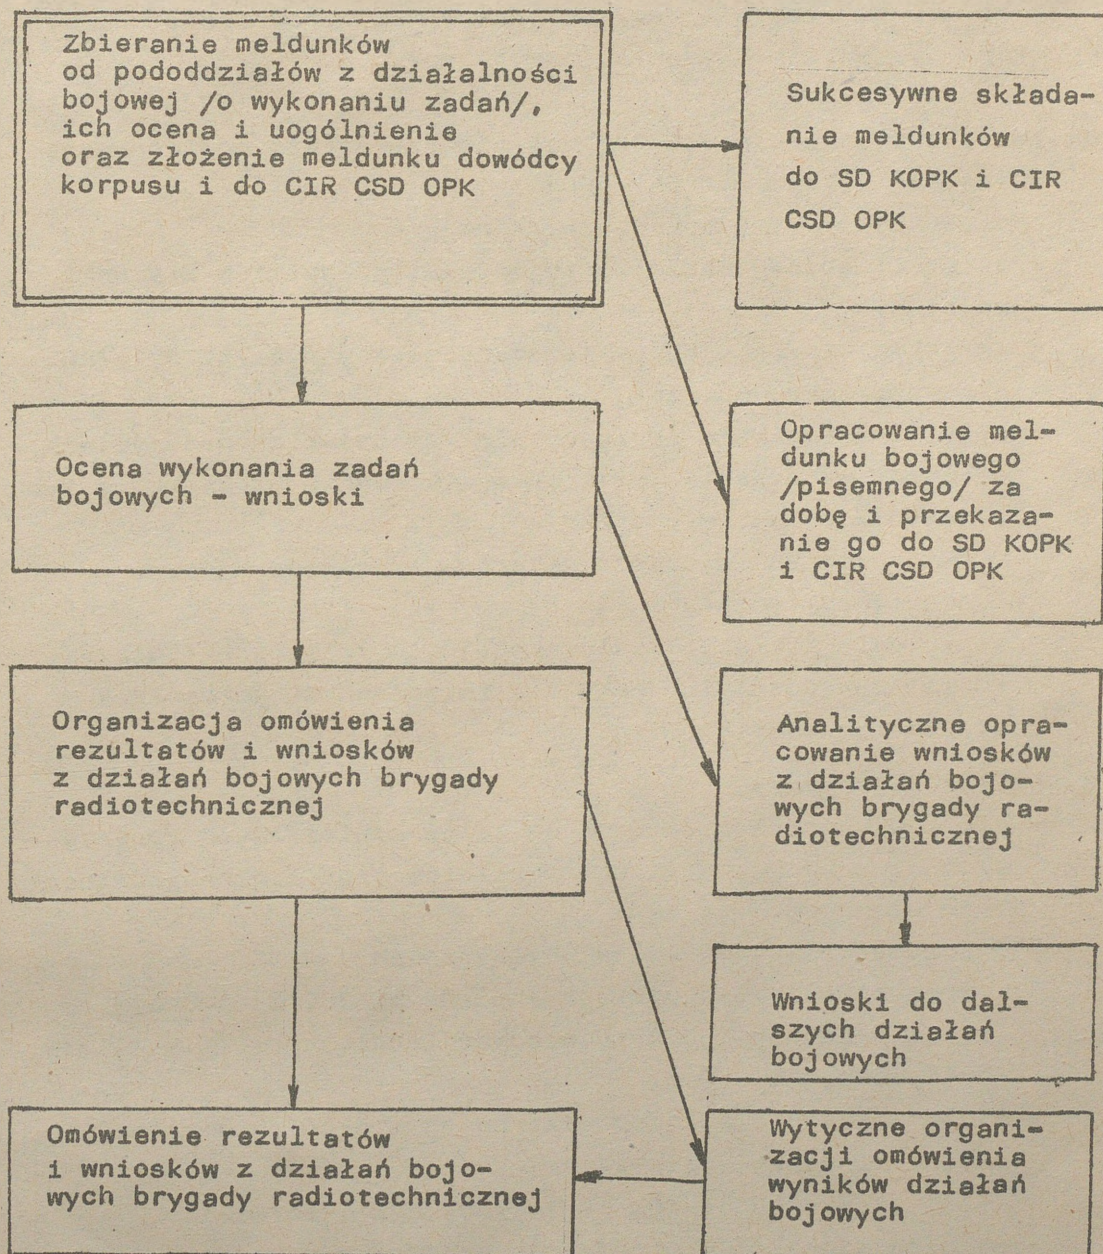 Zbieranie meldunków
od pododdziałów z działalności
bojowej /o wykonaniu zadań/,
ich ocena i uogólnienie
oraz złożenie meldunku dowódcy
korpusu i do CIR CSD OPK
Sukcesywne składa-
nie meldunków
do SD KOPK i CIR
CSD OPK
Ocena wykonania zadań
bojowych - wnioski
Opracowanie mel-
dunku bojowego
/pisemnego/ za
dobę i przekaza-
nie go do SD KOPK
i CIR CSD OPK
Organizacja omówienia
rezultatów i wniosków
z działań bojowych brygady
radiotechnicznej
Analityczne opra-
cowanie wniosków
z działań bojo-
wych brygady ra-
diotechnicznej
Wnioski do dal-
szych działań
bojowych
Omówienie rezultatów
i wniosków z działań bojo-
wych brygady radiotechnicznej
Wytyczne organi-
zacji omówienia
wyników działań
bojowych